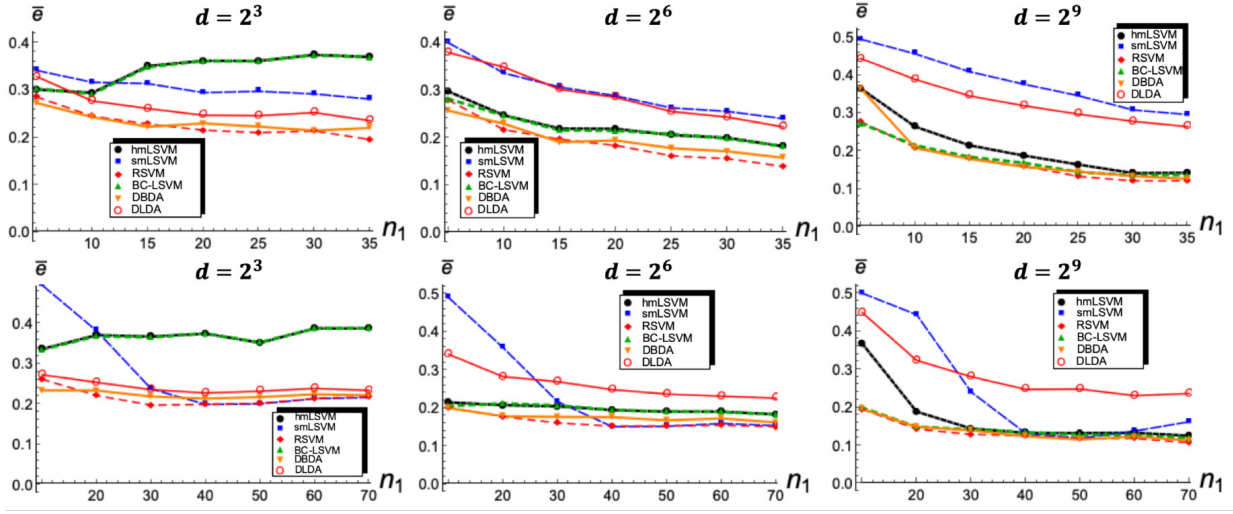 e̅
d = 2³
0.4
0.3
0.2
0.1
0.0
hmLSVM
smLSVM
RSVM
BC-LSVM
DBDA
DLDA
10 15 20 25 30 35
n₁
e̅
d = 2⁶
0.4
0.3
0.2
0.1
0.0
hmLSVM
smLSVM
RSVM
BC-LSVM
DBDA
DLDA
10 15 20 25 30 35
n₁
e̅
d = 2⁹
0.5
0.4
0.3
0.2
0.1
0.0
hmLSVM
smLSVM
RSVM
BC-LSVM
DBDA
DLDA
10 15 20 25 30 35
n₁
e̅
d = 2³
0.4
0.3
0.2
0.1
0.0
hmLSVM
smLSVM
RSVM
BC-LSVM
DBDA
DLDA
20 30 40 50 60 70
n₁
e̅
d = 2⁶
0.5
0.4
0.3
0.2
0.1
0.0
hmLSVM
smLSVM
RSVM
BC-LSVM
DBDA
DLDA
20 30 40 50 60 70
n₁
e̅
d = 2⁹
0.5
0.4
0.3
0.2
0.1
0.0
hmLSVM
smLSVM
RSVM
BC-LSVM
DBDA
DLDA
20 30 40 50 60 70
n₁